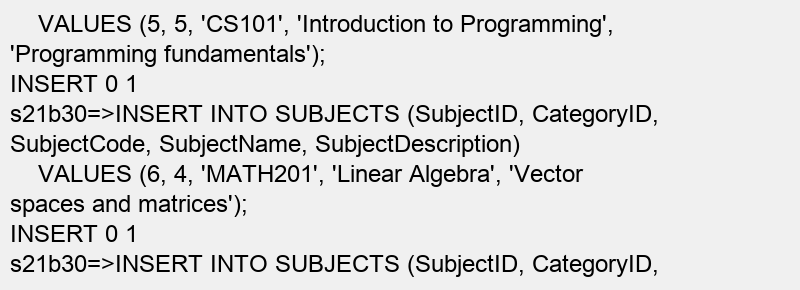 VALUES (5, 5, 'CS101', 'Introduction to Programming',
'Programming fundamentals');
INSERT 0 1
s21b30=>INSERT INTO SUBJECTS (SubjectID, CategoryID,
SubjectCode, SubjectName, SubjectDescription)
VALUES (6, 4, 'MATH201', 'Linear Algebra', 'Vector
spaces and matrices');
INSERT 0 1
s21b30=>INSERT INTO SUBJECTS (SubjectID, CategoryID,